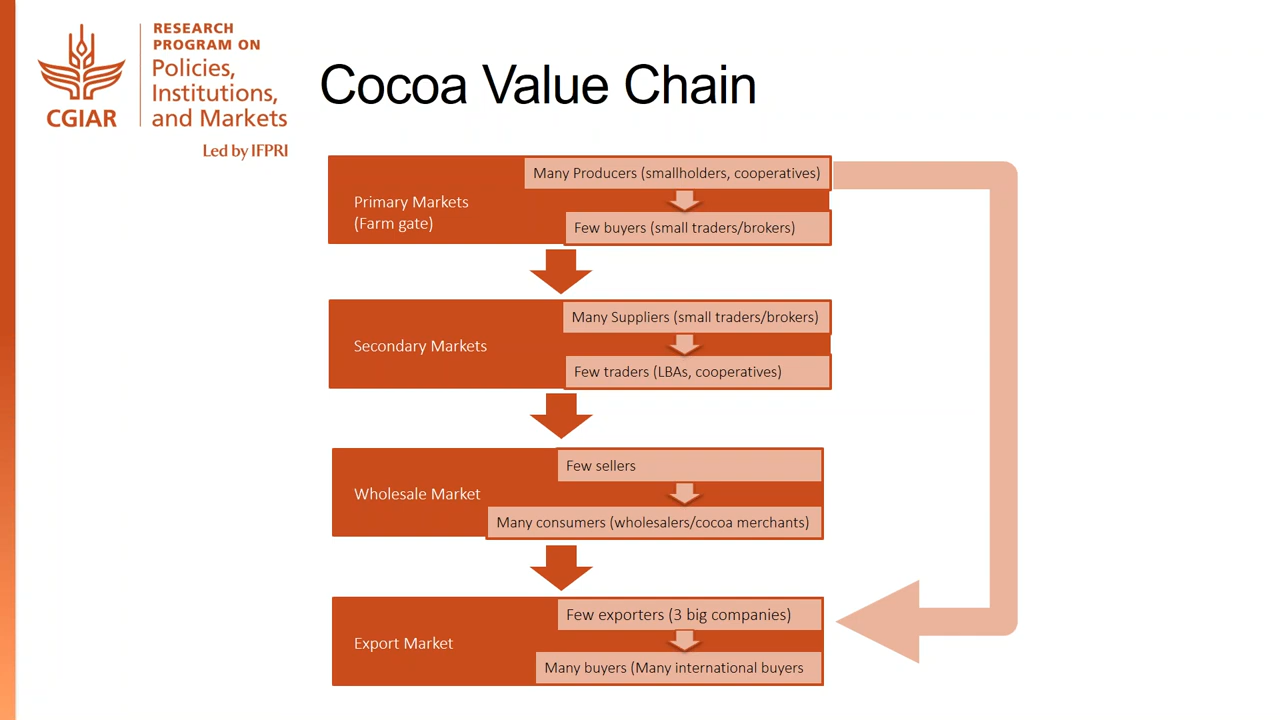 RESEARCH
PROGRAM ON
Policies,
Institutions,
and Markets
CGIAR
Led by IFPRI
Cocoa Value Chain
Primary Markets
(Farm gate)
Many Producers (smallholders, cooperatives)
Few buyers (small traders/brokers)
Secondary Markets
Many Suppliers (small traders/brokers)
Few traders (LBAs, cooperatives)
Wholesale Market
Few sellers
Many consumers (wholesalers/cocoa merchants)
Export Market
Few exporters (3 big companies)
Many buyers (Many international buyers